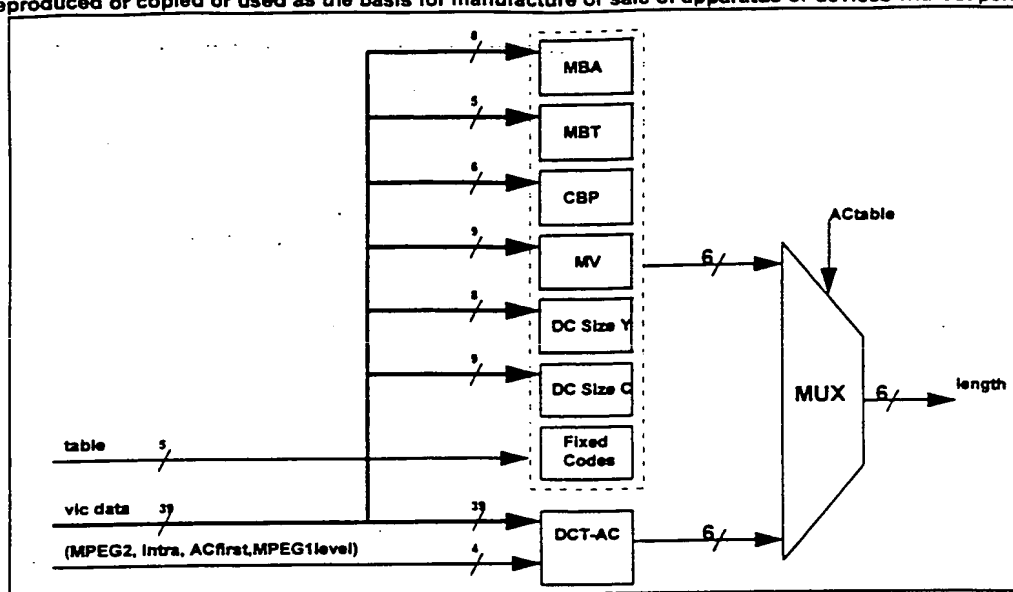 reproduced or copied or used as the basis for manufacture or sale of apparatus or devices without
8
MBA
5
MBT
6
CBP
ACtable
9
MV
6
8
DC Size Y
9
DC Size C
MUX
6
length
Fixed
Codes
table
5
vlc data
39
39
DCT-AC
6
(MPEG2, Intra, ACfirst,MPEG1level)
4